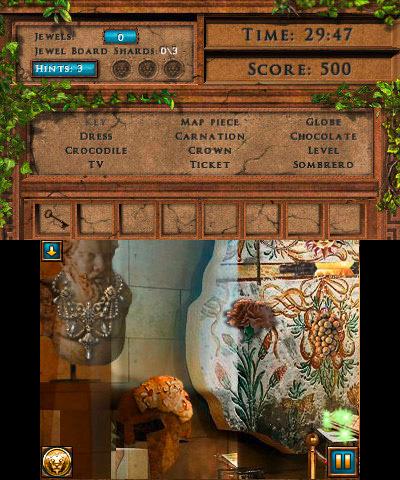 Jewels: 0
Time: 29:47
Jewel Board Shards: 0\3
Hints: 3
Score: 500
Key Map piece Globe
Dress Carnation Chocolate
Crocodile Crown Level
TV Ticket Sombrero